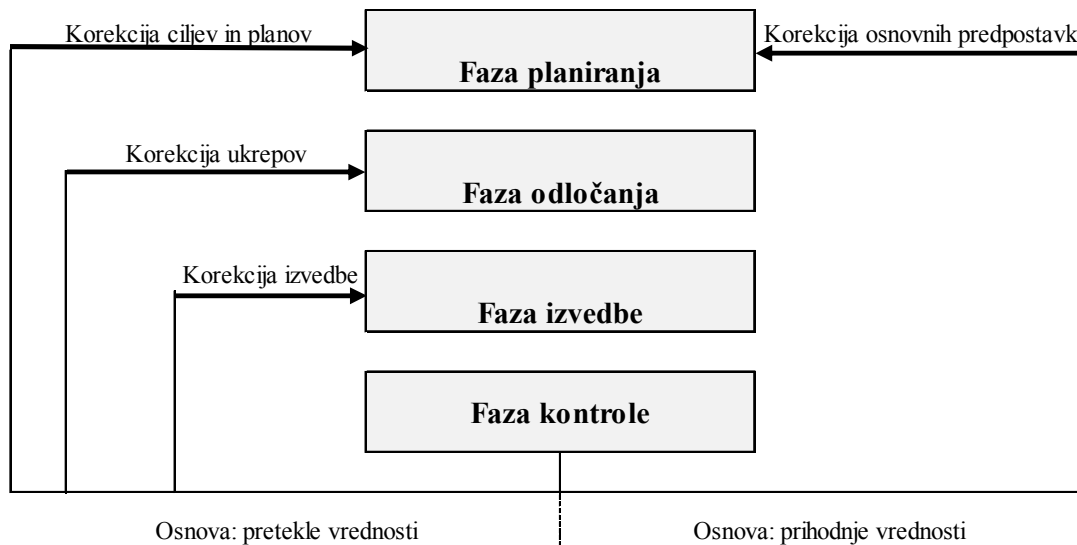 Korekcija ciljev in planov
Korekcija osnovnih predpostavk
Faza planiranja
Korekcija ukrepov
Faza odločanja
Korekcija izvedbe
Faza izvedbe
Faza kontrole
Osnova: pretekle vrednosti
Osnova: prihodnje vrednosti